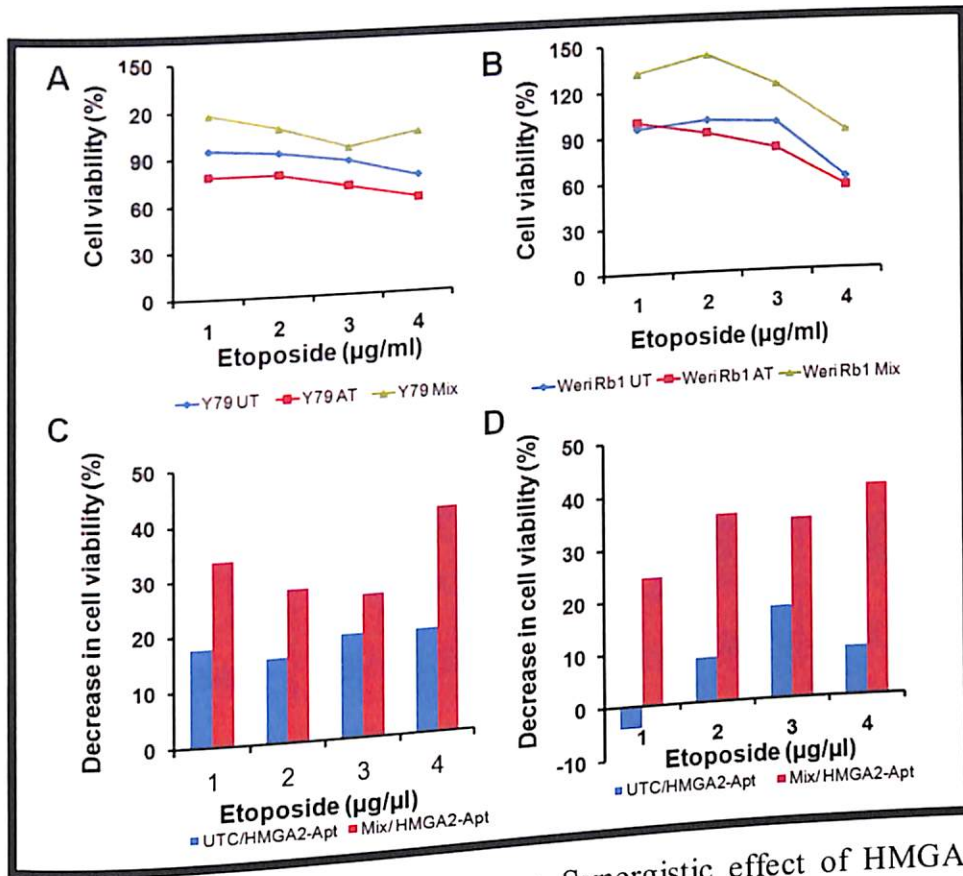 A
Cell viability (%)
150
20
90
60
30
0
1 2 3 4
Etoposide (µg/ml)
Y79 UT Y79 AT Y79 Mix
B
Cell viability (%)
150
120
90
60
30
0
1 2 3 4
Etoposide (µg/ml)
Weri Rb1 UT Weri Rb1 AT Weri Rb1 Mix
C
Decrease in cell viability (%)
50
40
30
20
10
0
1 2 3 4
Etoposide (µg/µl)
UTC/HMGA2-Apt Mix/HMGA2-Apt
D
Decrease in cell viability (%)
50
40
30
20
10
0
-10
1 2 3 4
Etoposide (µg/µl)
UTC/HMGA2-Apt Mix/HMGA2-Apt
Synergistic effect of HMGA